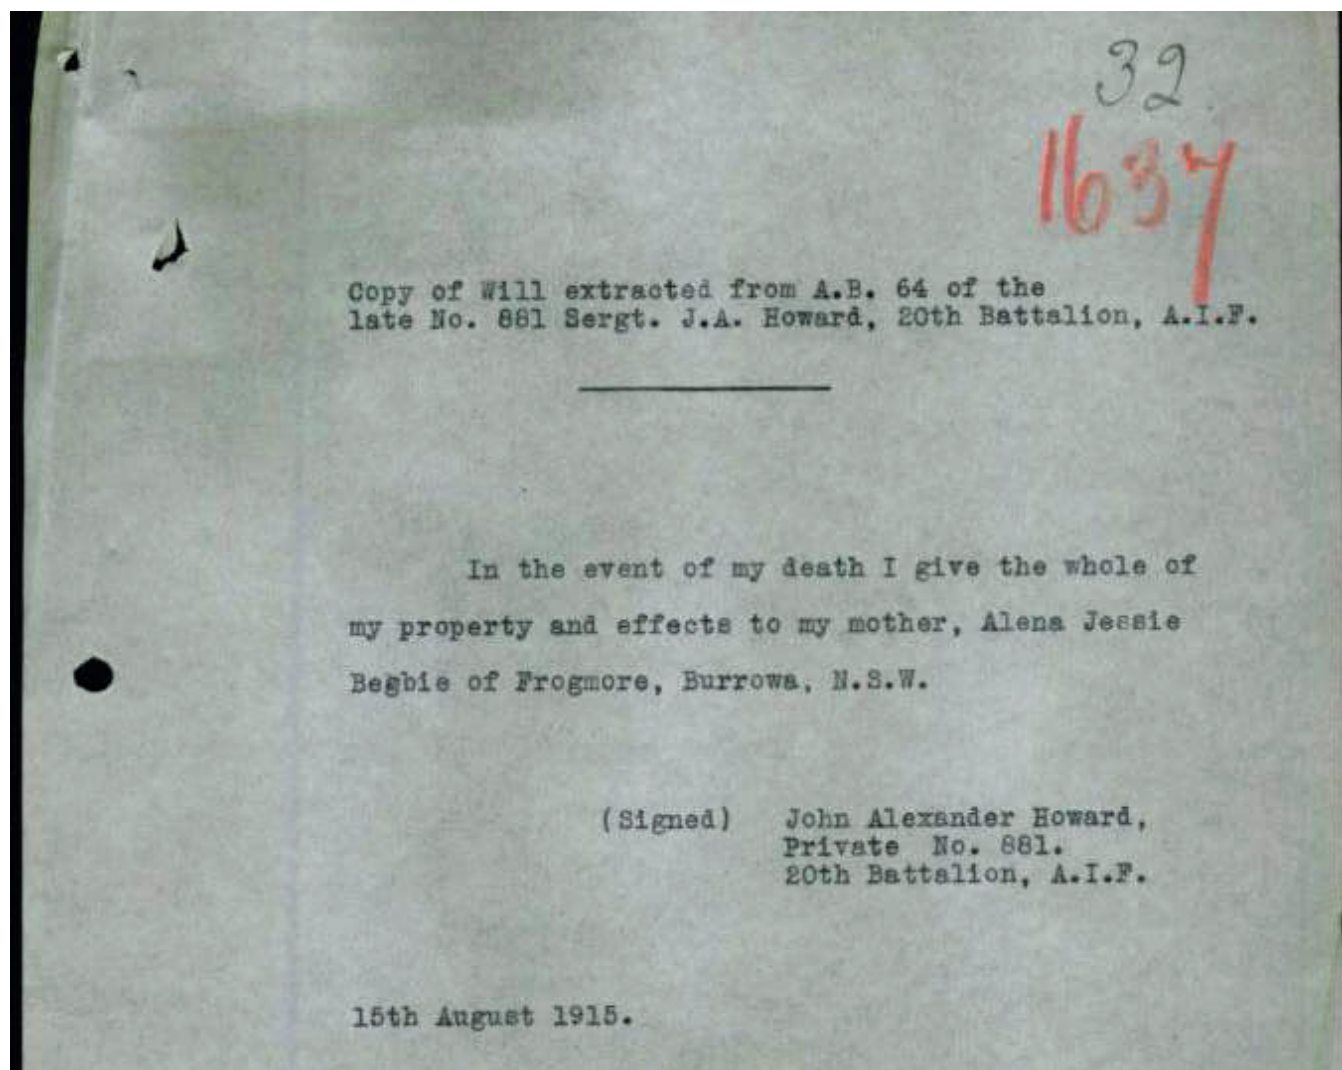 32.
1637
Copy of Will extracted from A.B. 64 of the
late No. 881 Sergt. J.A. Howard, 20th Battalion, A.I.F.
In the event of my death I give the whole of
my property and effects to my mother, Alena Jessie
Begbie of Frogmore, Burrowa, N.S.W.
(Signed) John Alexander Howard,
Private No. 881.
20th Battalion, A.I.F.
15th August 1915.